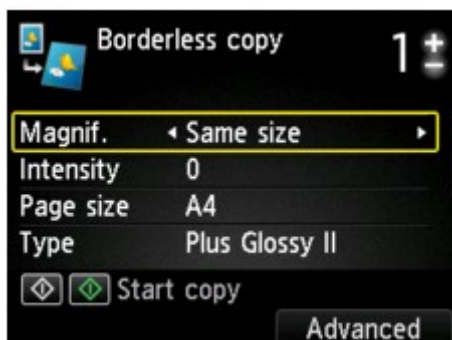 Borderless copy 1 ±
Magnif. Same size
Intensity 0
Page size A4
Type Plus Glossy II
Start copy
Advanced